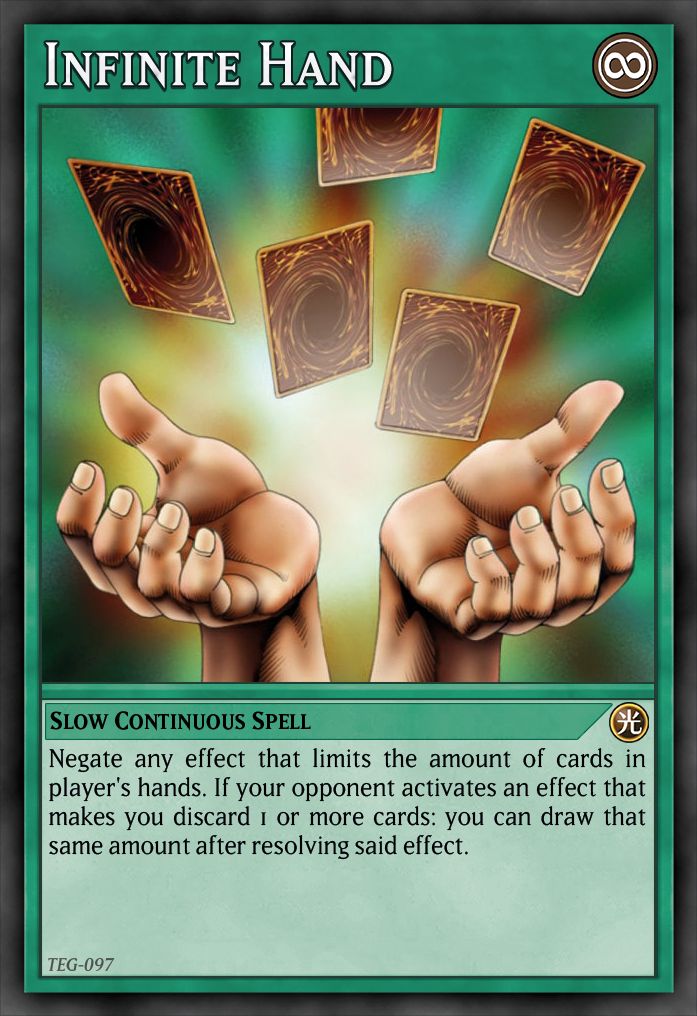 Infinite Hand
Slow Continuous Spell
光
Negate any effect that limits the amount of cards in
player's hands. If your opponent activates an effect that
makes you discard 1 or more cards: you can draw that
same amount after resolving said effect.
TEG-097